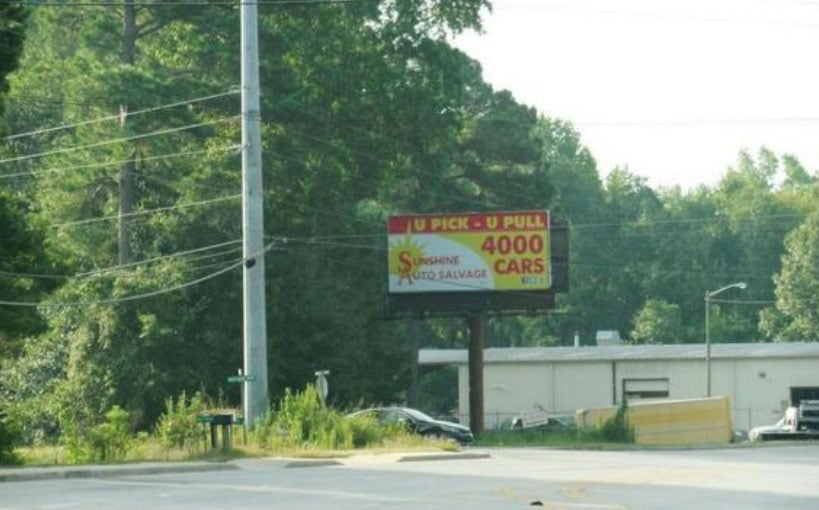 U PICK - U PULL
4000
CARS
SUNSHINE
AUTO SALVAGE